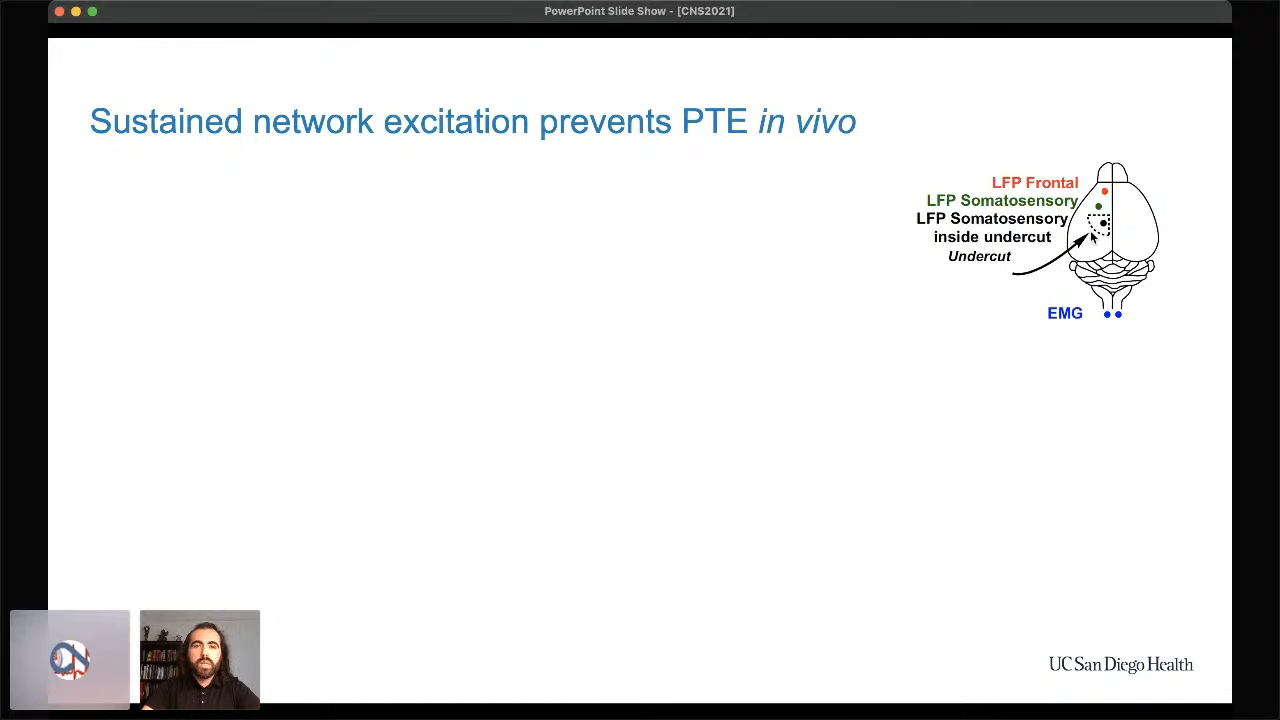 PowerPoint Slide Show - [CNS2021]
Sustained network excitation prevents PTE in vivo
LFP Frontal
LFP Somatosensory
LFP Somatosensory
inside undercut
Undercut
EMG
CN
UC San Diego Health